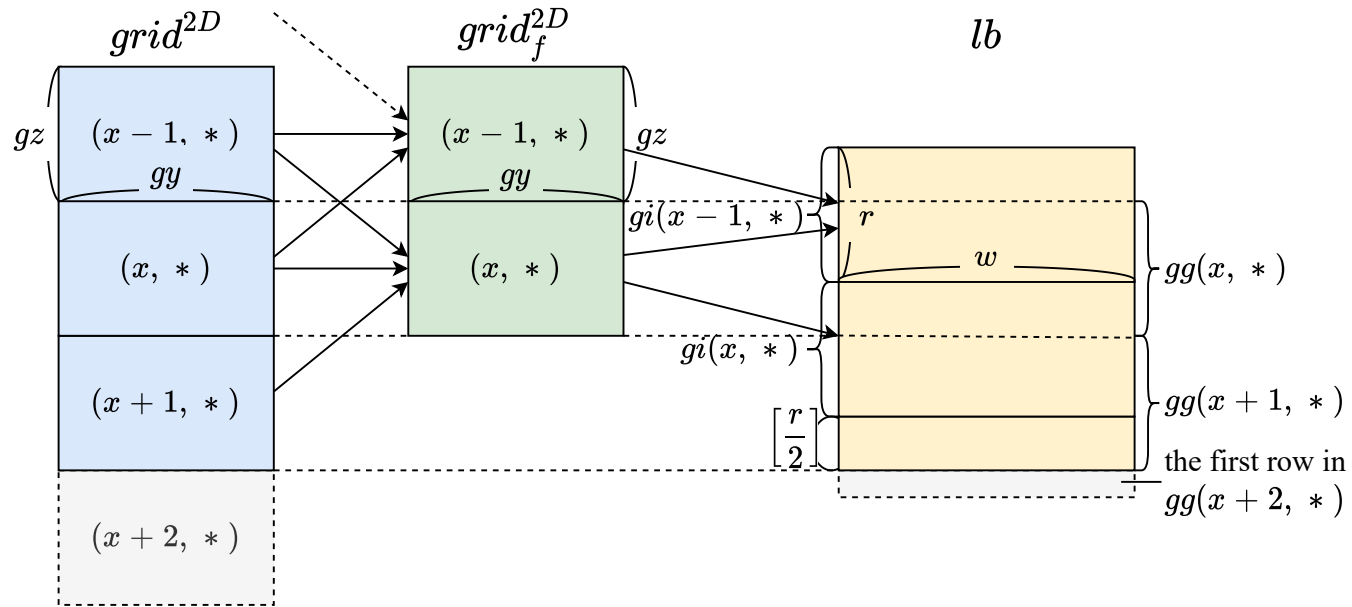 grid^{2D}
grid_f^{2D}
lb
gz
(x − 1, *)
gy
(x − 1, *)
gz
gy
gi(x − 1, *)
r
w
(x, *)
(x, *)
gg(x, *)
gi(x, *)
(x + 1, *)
[r/2]
gg(x + 1, *)
the first row in
gg(x + 2, *)
(x + 2, *)